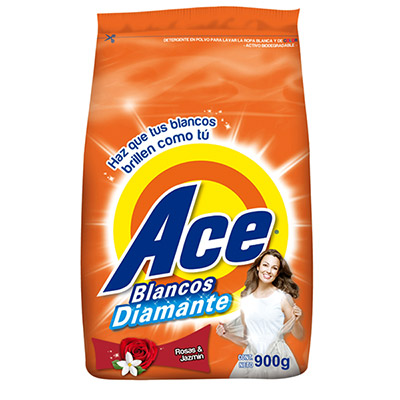 DETERGENTE EN POLVO PARA LAVAR LA ROPA BLANCA Y DE COLOR
- ACTIVO BIODEGRADABLE -
Haz que tus blancos
brillen como tú
Ace
Blancos
Diamante
Rosas &
Jazmín
CONT.
NETO 900g